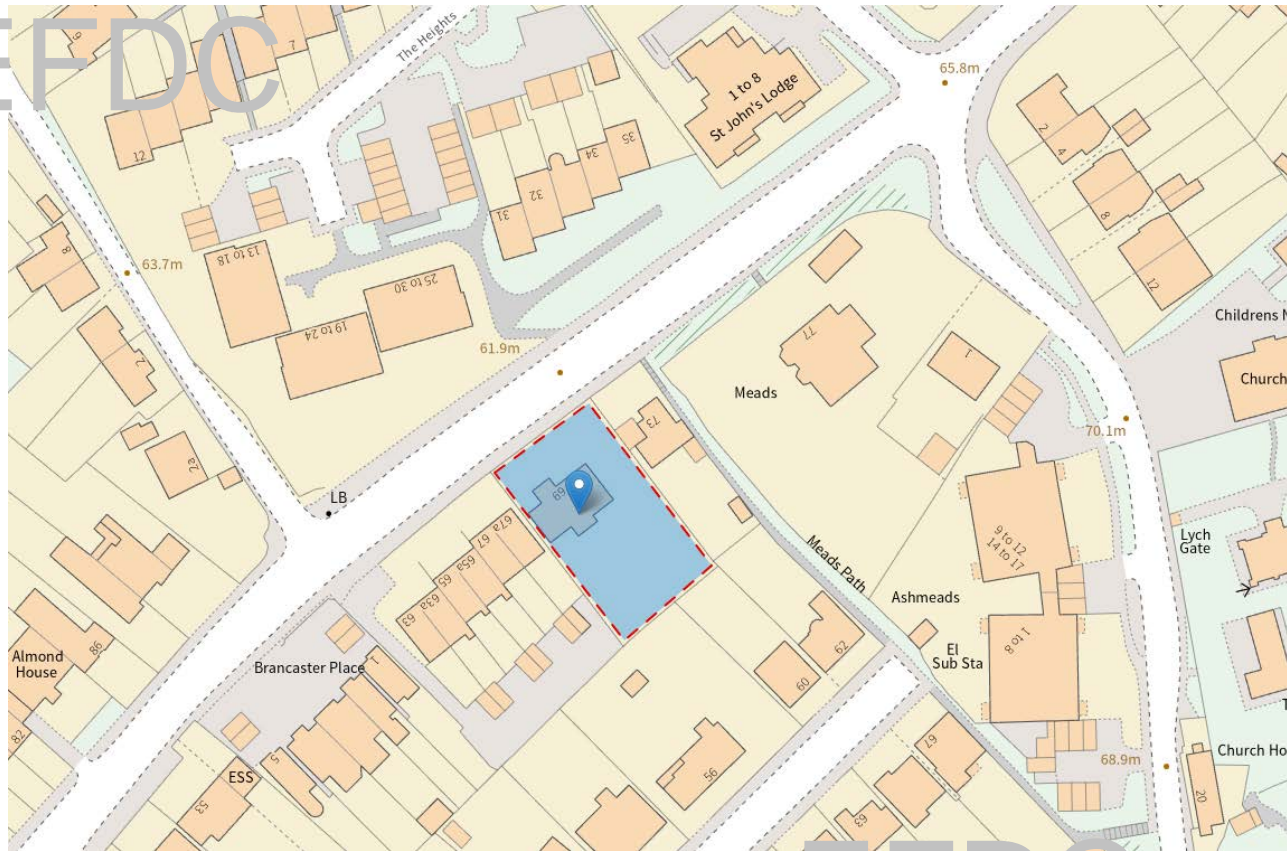 EFDC
The Heights
9
7
12
1 to 8
St John's Lodge
65.8m
2
4
8
12
35
34
32
31
8
63.7m
13 to 18
25 to 30
19 to 24
61.9m
77
Meads
1
Childrens
Church
70.1m
2
2a
73
69
LB
67a
67
65a
65
63a
63
9 to 12
14 to 17
Lych
Gate
Meads Path
Ashmeads
El
Sub Sta
1 to 8
62
60
Almond
House
86
Brancaster Place
1
82
ESS
5
53
56
67
63
68.9m
Church Ho
20
EFDC